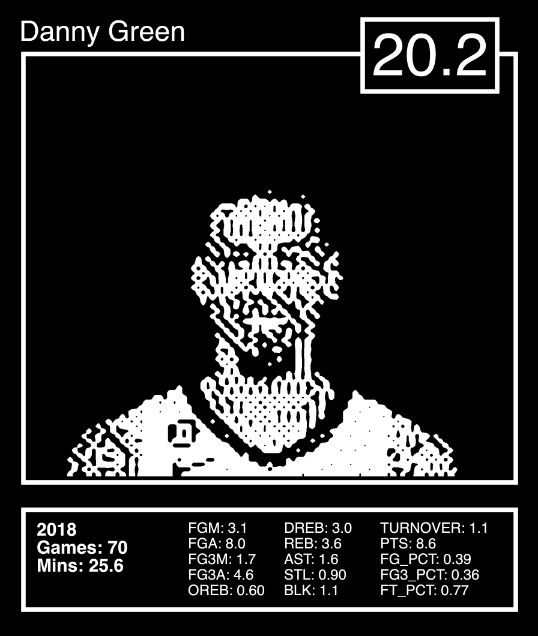 Danny Green
20.2
2018
Games: 70
Mins: 25.6
FGM: 3.1
FGA: 8.0
FG3M: 1.7
FG3A: 4.6
OREB: 0.60
DREB: 3.0
REB: 3.6
AST: 1.6
STL: 0.90
BLK: 1.1
TURNOVER: 1.1
PTS: 8.6
FG_PCT: 0.39
FG3_PCT: 0.36
FT_PCT: 0.77